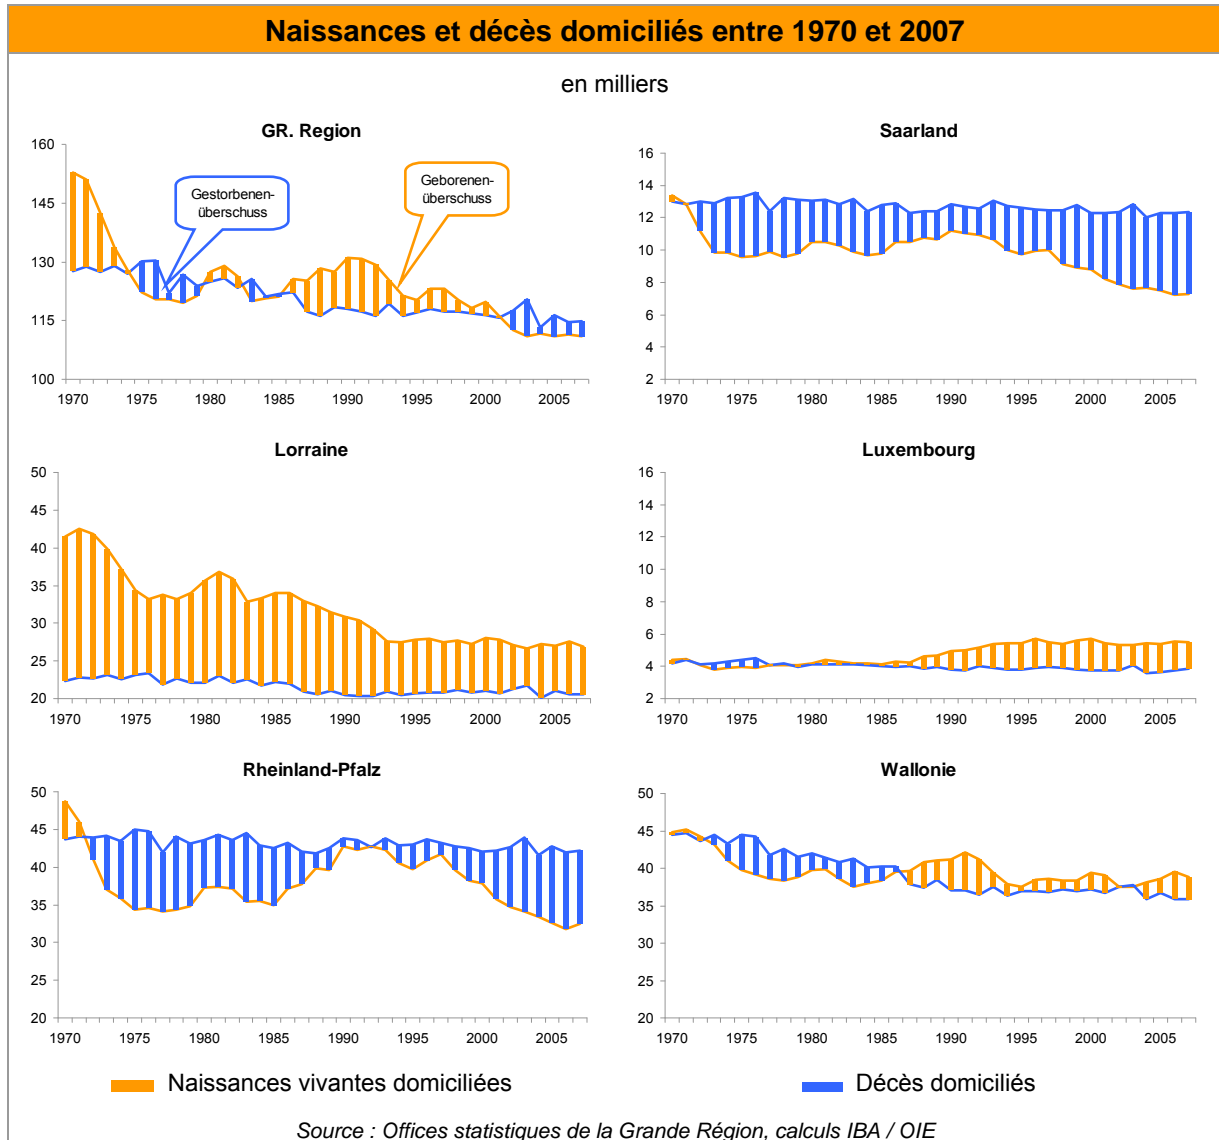 Naissances et décès domiciliés entre 1970 et 2007
en milliers
GR. Region
160
145
130
115
100
1970 1975 1980 1985 1990 1995 2000 2005
Gestorbenen-
überschuss
Geborenen-
überschuss
Saarland
16
14
12
10
8
6
4
2
1970 1975 1980 1985 1990 1995 2000 2005
Lorraine
50
45
40
35
30
25
20
1970 1975 1980 1985 1990 1995 2000 2005
Luxembourg
16
14
12
10
8
6
4
2
1970 1975 1980 1985 1990 1995 2000 2005
Rheinland-Pfalz
50
45
40
35
30
25
20
1970 1975 1980 1985 1990 1995 2000 2005
Wallonie
50
45
40
35
30
25
20
1970 1975 1980 1985 1990 1995 2000 2005
Naissances vivantes domiciliées
Décès domiciliés
Source : Offices statistiques de la Grande Région, calculs IBA / OIE